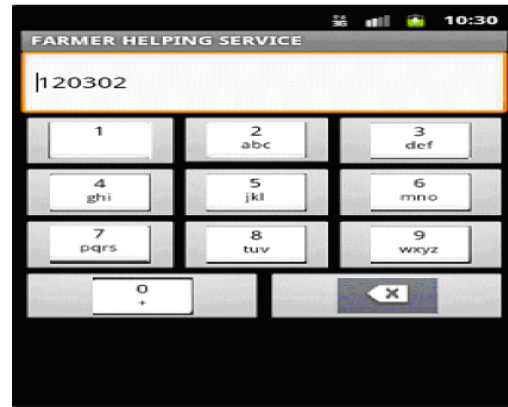 3G 10:30
FARMER HELPING SERVICE
120302
1 2 3
abc def
4 5 6
ghi jkl mno
7 8 9
pqrs tuv wxyz
0
+